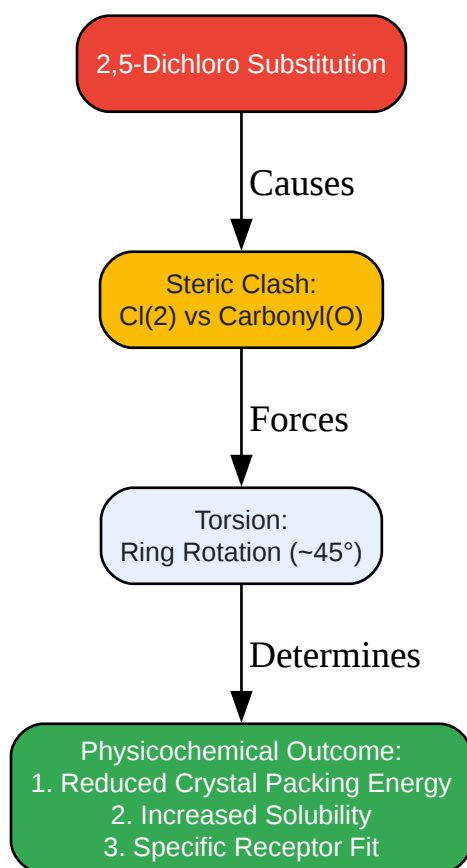 2,5-Dichloro Substitution
Causes
Steric Clash:
Cl(2) vs Carbonyl(O)
Forces
Torsion:
Ring Rotation (~45°)
Determines
Physicochemical Outcome:
1. Reduced Crystal Packing Energy
2. Increased Solubility
3. Specific Receptor Fit